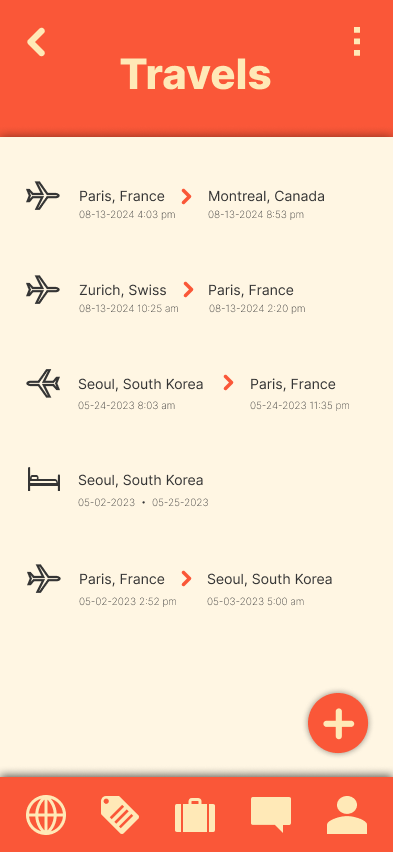 Travels
Paris, France Montreal, Canada
08-13-2024 4:03 pm 08-13-2024 8:53 pm
Zurich, Swiss Paris, France
08-13-2024 10:25 am 08-13-2024 2:20 pm
Seoul, South Korea Paris, France
05-24-2023 8:03 am 05-24-2023 11:35 pm
Seoul, South Korea
05-02-2023 • 05-25-2023
Paris, France Seoul, South Korea
05-02-2023 2:52 pm 05-03-2023 5:00 am